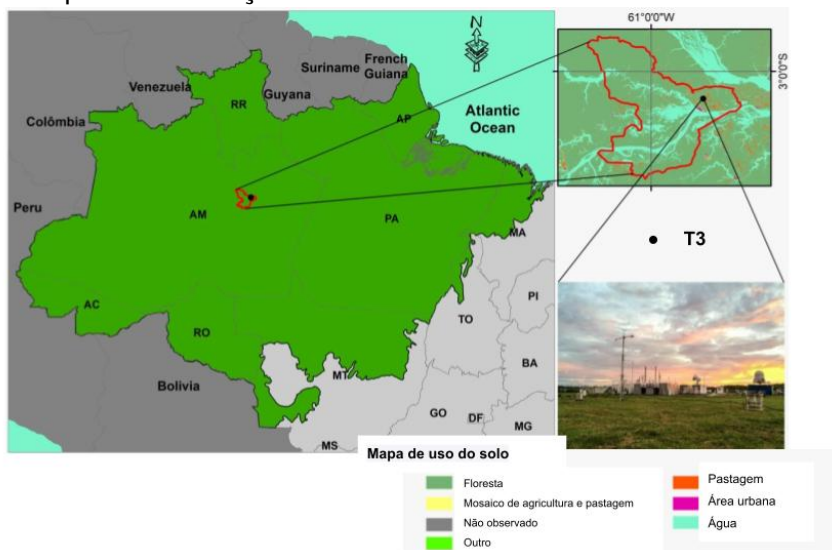 61°0'0"W
N
Suriname
French
Guiana
Venezuela
Guyana
3°0'0"S
RR
Colômbia
AP
Atlantic
Ocean
Peru
AM
PA
MA
T3
AC
PI
TO
RO
BA
Bolivia
MT
GO
DF
MG
MS
Mapa de uso do solo
Floresta
Mosaico de agricultura e pastagem
Não observado
Outro
Pastagem
Área urbana
Água